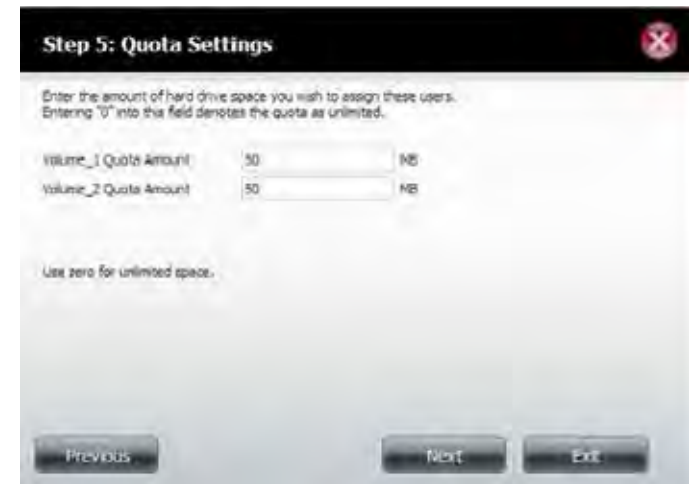 Step 5: Quota Settings
Enter the amount of hard drive space you wish to assign these users.
Entering "0" into this field denotes the quota as unlimited.
Volume_1 Quota Amount 50 MB
Volume_2 Quota Amount 50 MB
Use zero for unlimited space.
Previous Next Exit